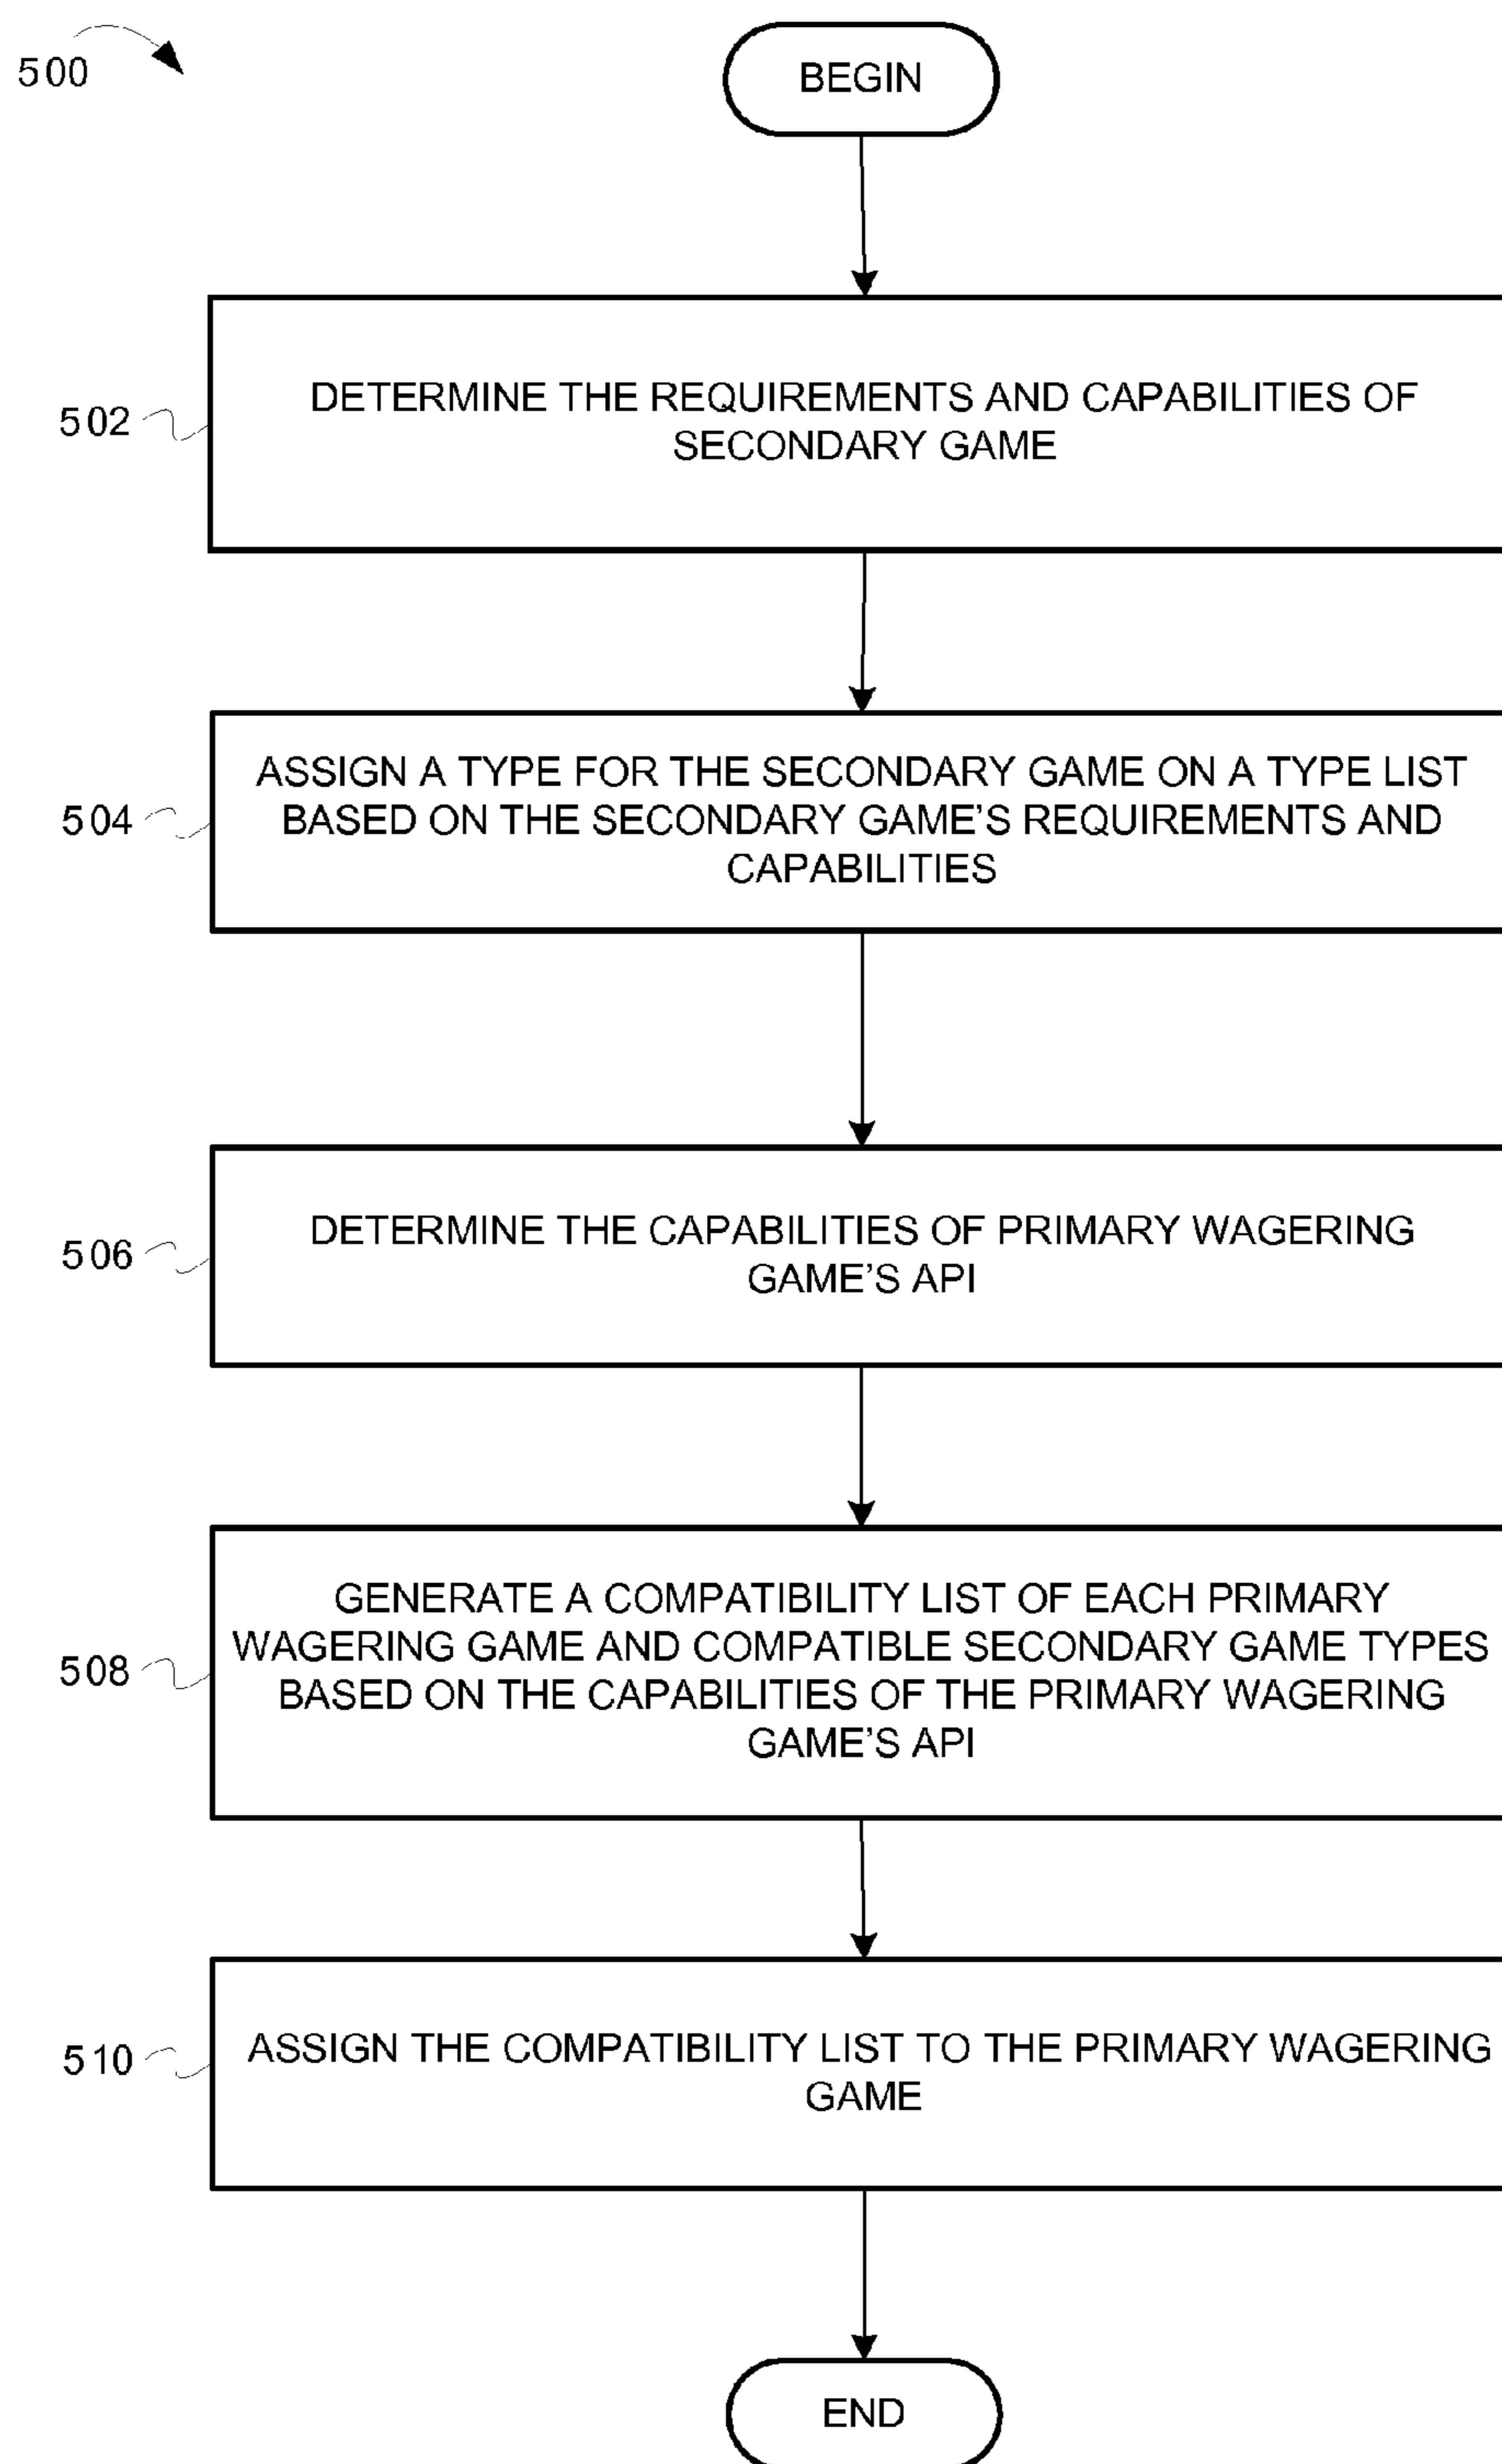 500
BEGIN
502
DETERMINE THE REQUIREMENTS AND CAPABILITIES OF
SECONDARY GAME
504
ASSIGN A TYPE FOR THE SECONDARY GAME ON A TYPE LIST
BASED ON THE SECONDARY GAME'S REQUIREMENTS AND
CAPABILITIES
506
DETERMINE THE CAPABILITIES OF PRIMARY WAGERING
GAME'S API
508
GENERATE A COMPATIBILITY LIST OF EACH PRIMARY
WAGERING GAME AND COMPATIBLE SECONDARY GAME TYPES
BASED ON THE CAPABILITIES OF THE PRIMARY WAGERING
GAME'S API
510
ASSIGN THE COMPATIBILITY LIST TO THE PRIMARY WAGERING
GAME
END